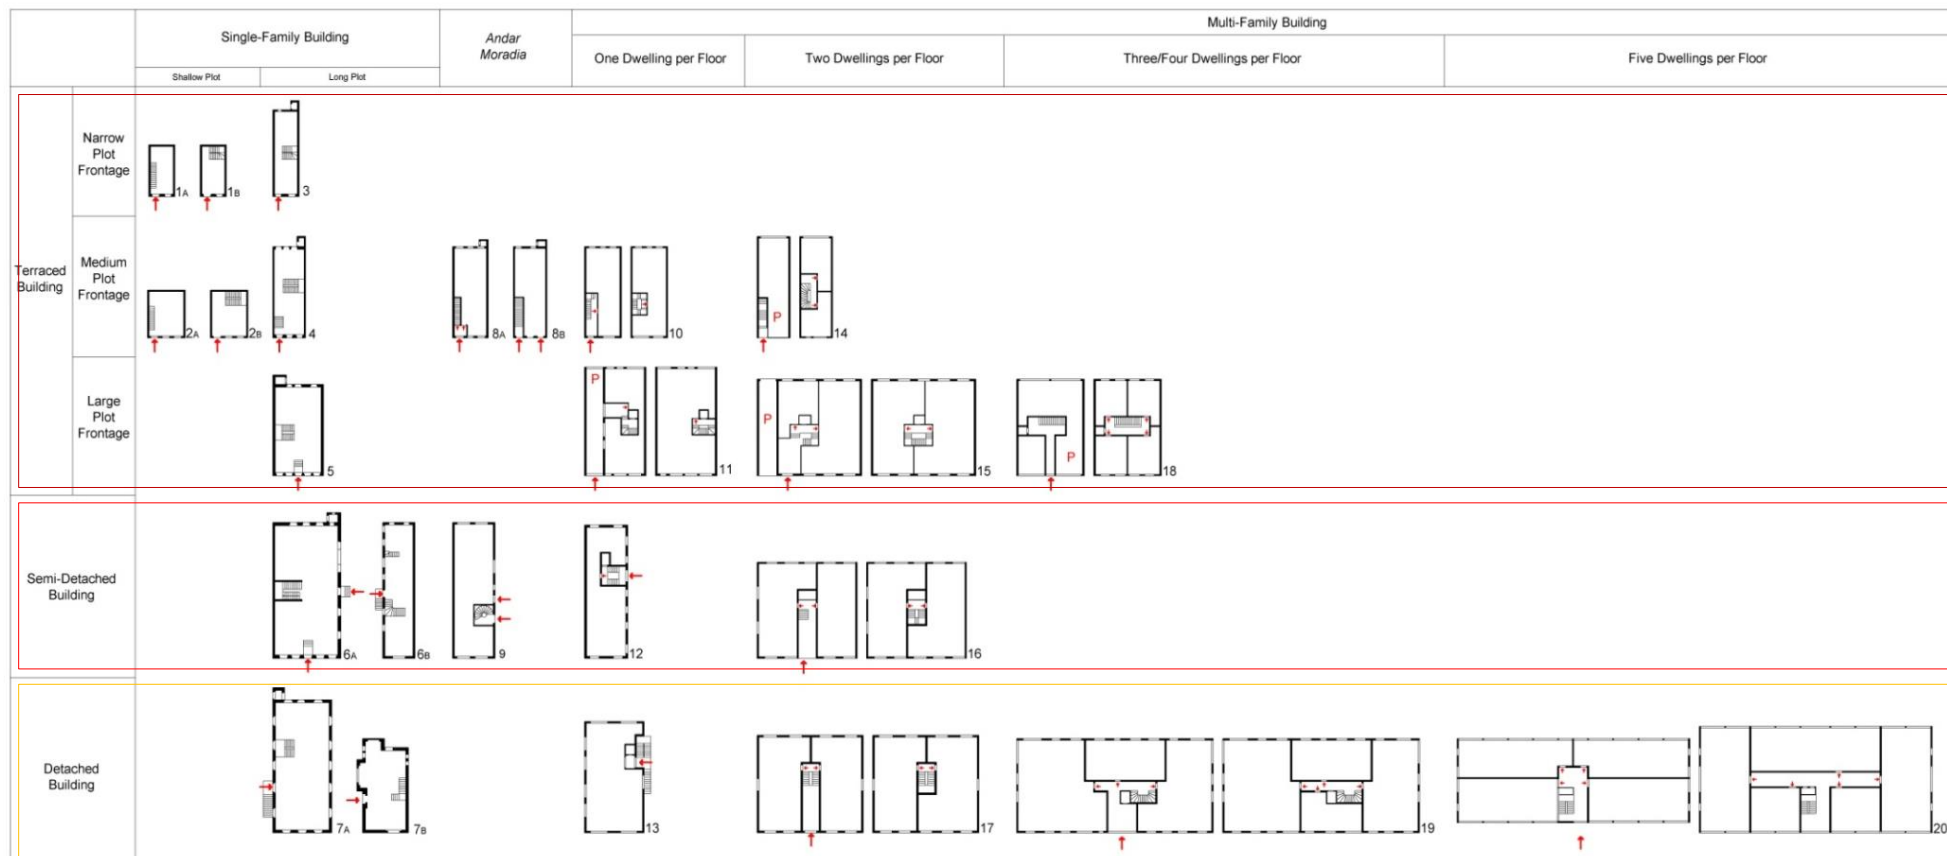 Single-Family Building
Andar
Moradia
Multi-Family Building
One Dwelling per Floor
Two Dwellings per Floor
Three/Four Dwellings per Floor
Five Dwellings per Floor
Shallow Plot
Long Plot
Terraced
Building
Narrow
Plot
Frontage
1A
1B
3
Medium
Plot
Frontage
2A
2B
4
8A
8B
10
P
14
Large
Plot
Frontage
5
P
11
P
15
P
18
Semi-Detached
Building
6A
6B
9
12
16
Detached
Building
7A
7B
13
17
19
20